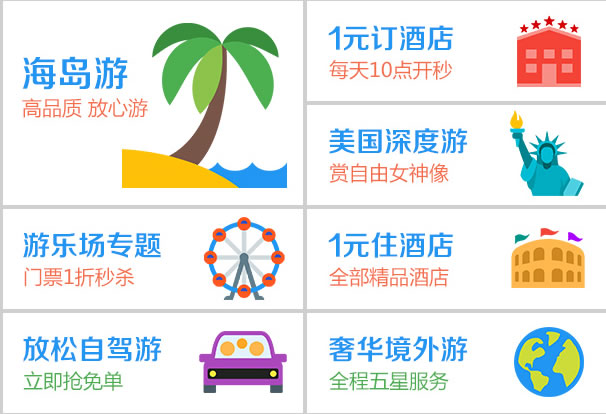 海岛游
高品质 放心游
1元订酒店
每天10点开秒
美国深度游
赏自由女神像
游乐场专题
门票1折秒杀
1元住酒店
全部精品酒店
放松自驾游
立即抢免单
奢华境外游
全程五星服务